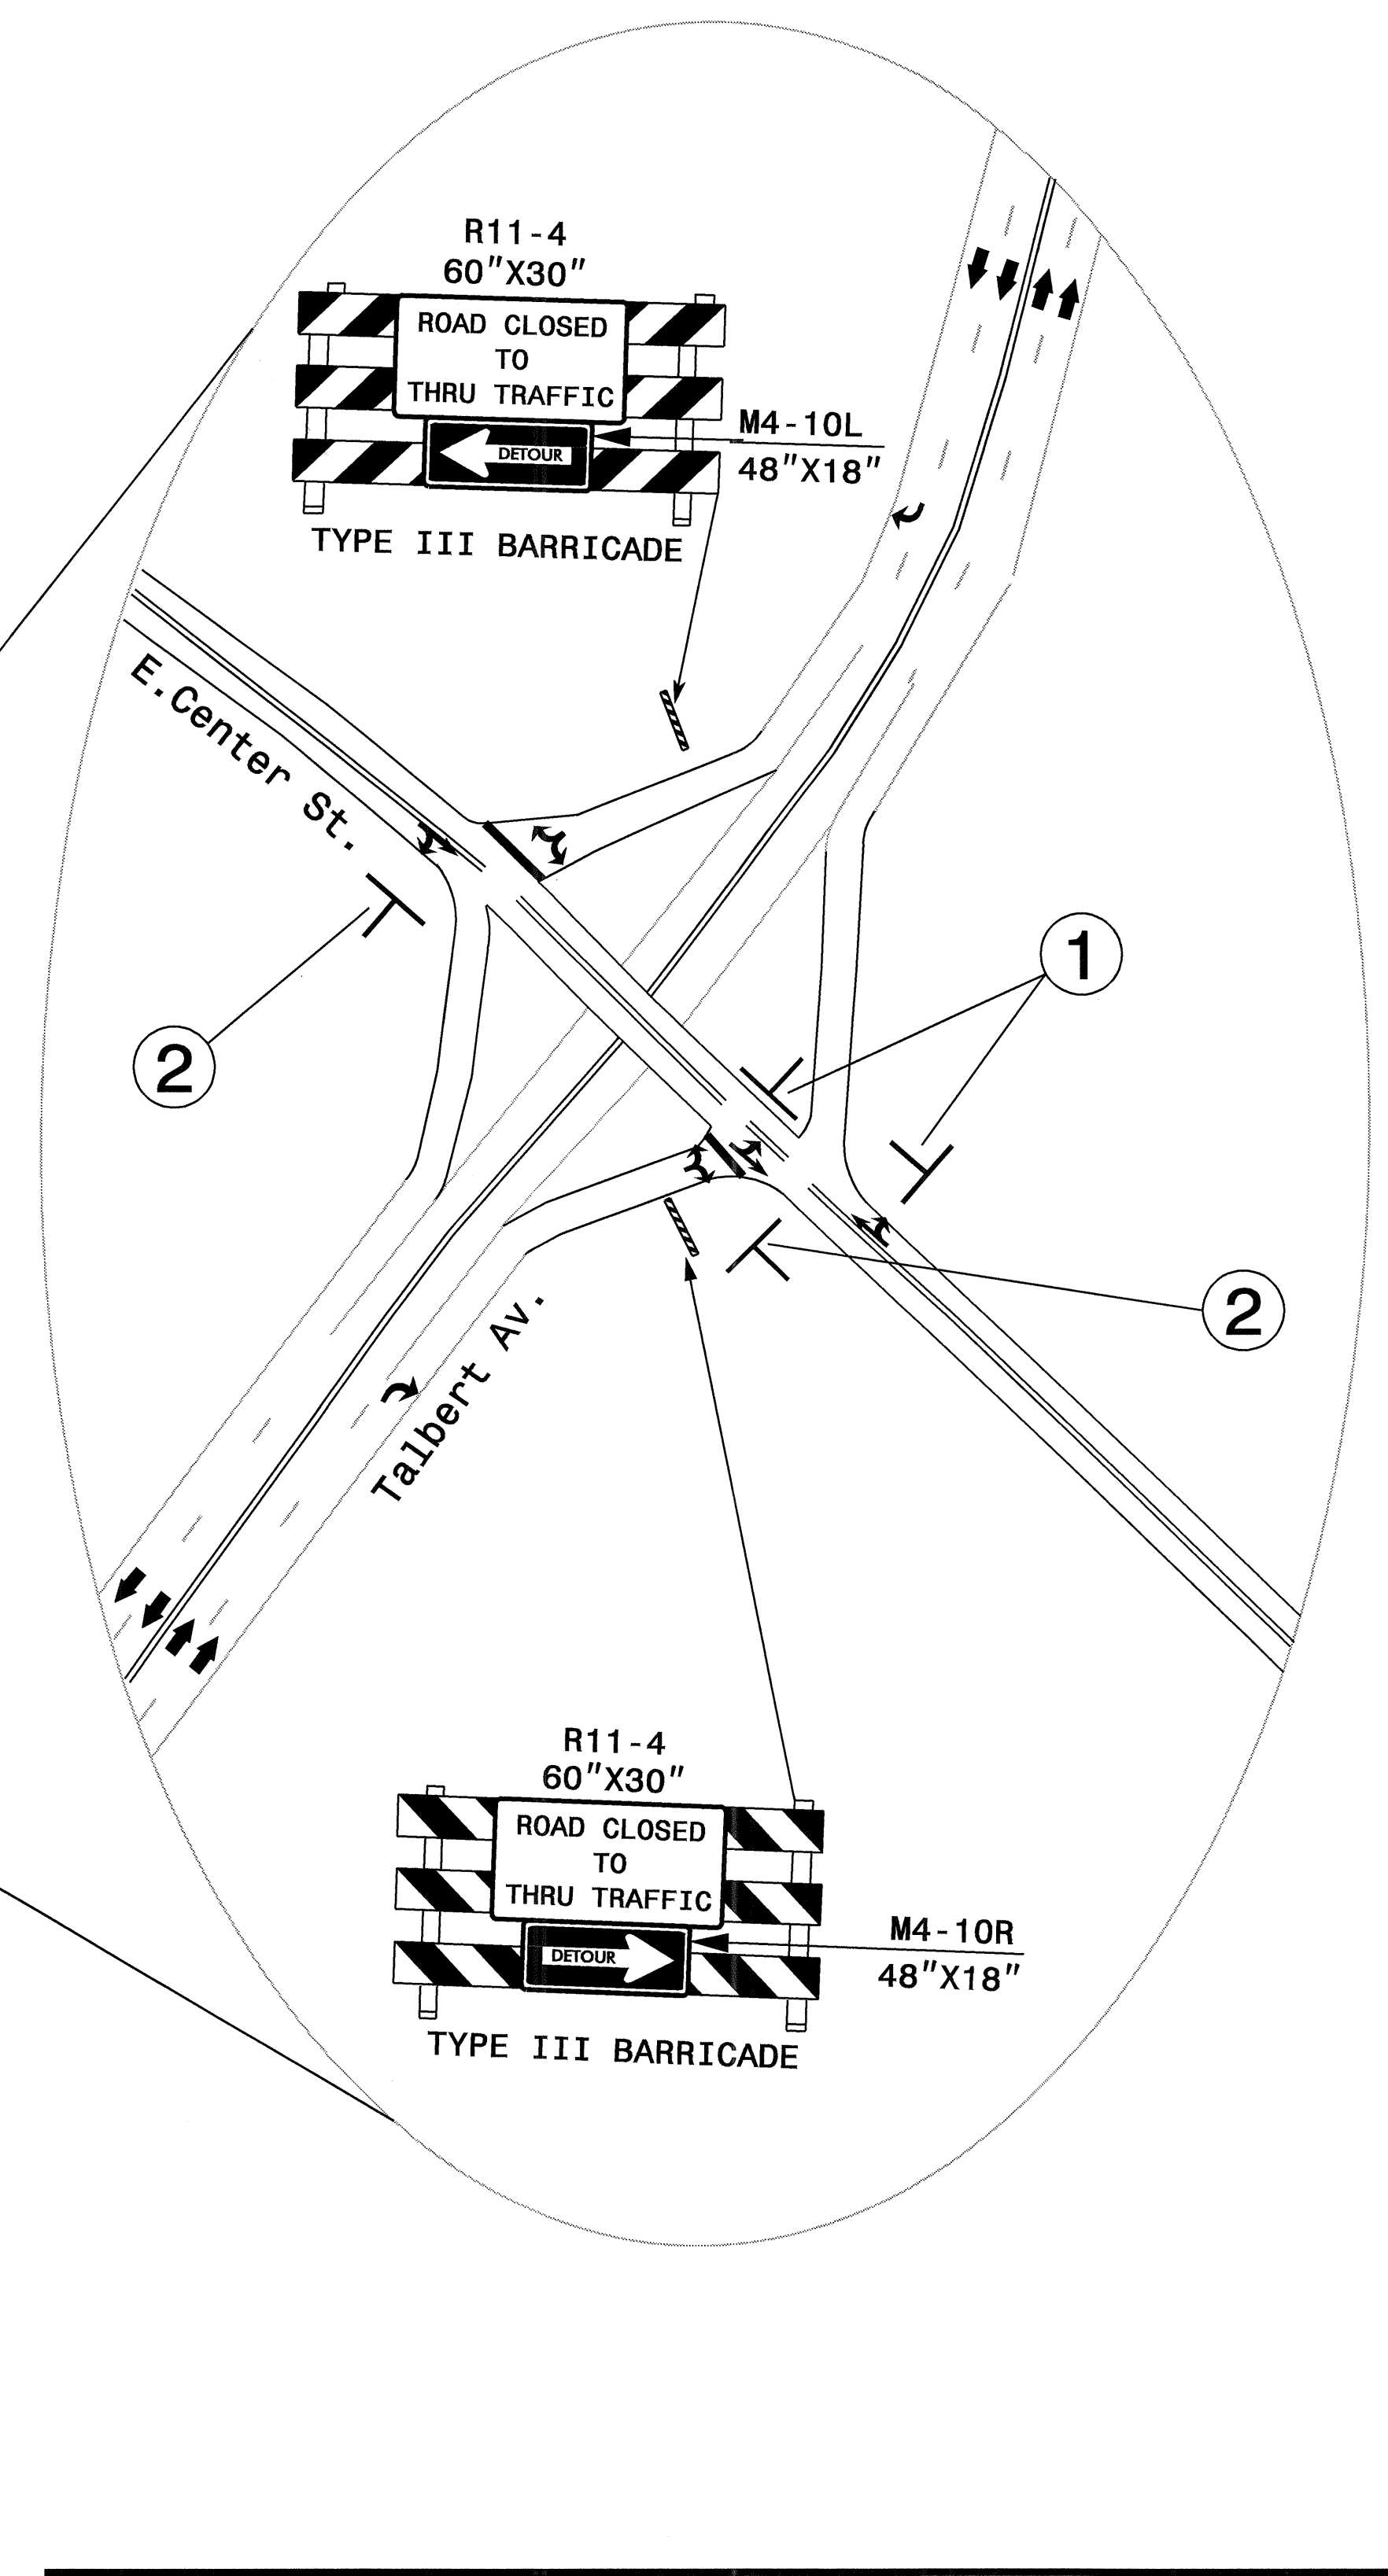 R11-4
60"X30"
ROAD CLOSED
TO
THRU TRAFFIC
DETOUR
M4-10L
48"X18"
TYPE III BARRICADE
E.Center St.
1
2
2
Talbert Av.
R11-4
60"X30"
ROAD CLOSED
TO
THRU TRAFFIC
DETOUR
M4-10R
48"X18"
TYPE III BARRICADE